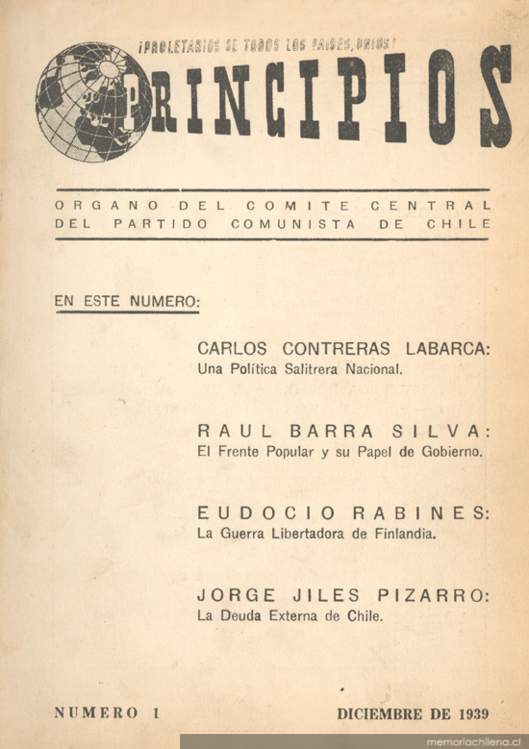 ¡PROLETARIOS DE TODOS LOS PAISES, UNIOS!
PRINCIPIOS
ORGANO DEL COMITE CENTRAL
DEL PARTIDO COMUNISTA DE CHILE
EN ESTE NUMERO:
CARLOS CONTRERAS LABARCA:
Una Política Salitrera Nacional.
RAUL BARRA SILVA:
El Frente Popular y su Papel de Gobierno.
EUDOCIO RABINES:
La Guerra Libertadora de Finlandia.
JORGE JILES PIZARRO:
La Deuda Externa de Chile.
NUMERO 1
DICIEMBRE DE 1939
memoriachilena.cl